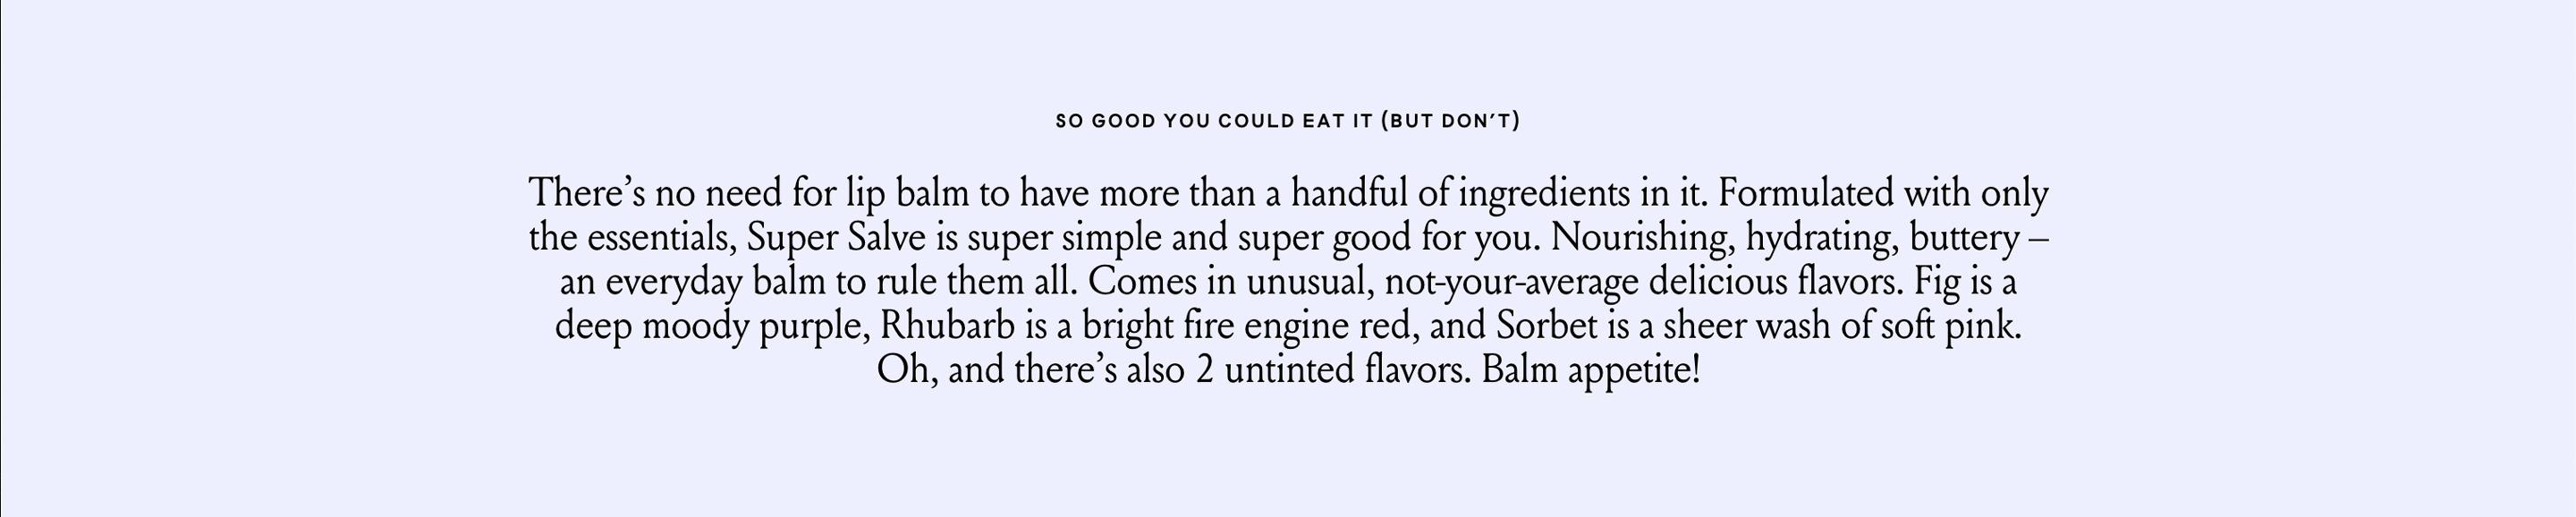 SO GOOD YOU COULD EAT IT (BUT DON’T)
There’s no need for lip balm to have more than a handful of ingredients in it. Formulated with only
the essentials, Super Salve is super simple and super good for you. Nourishing, hydrating, buttery –
an everyday balm to rule them all. Comes in unusual, not-your-average delicious flavors. Fig is a
deep moody purple, Rhubarb is a bright fire engine red, and Sorbet is a sheer wash of soft pink.
Oh, and there’s also 2 untinted flavors. Balm appetite!